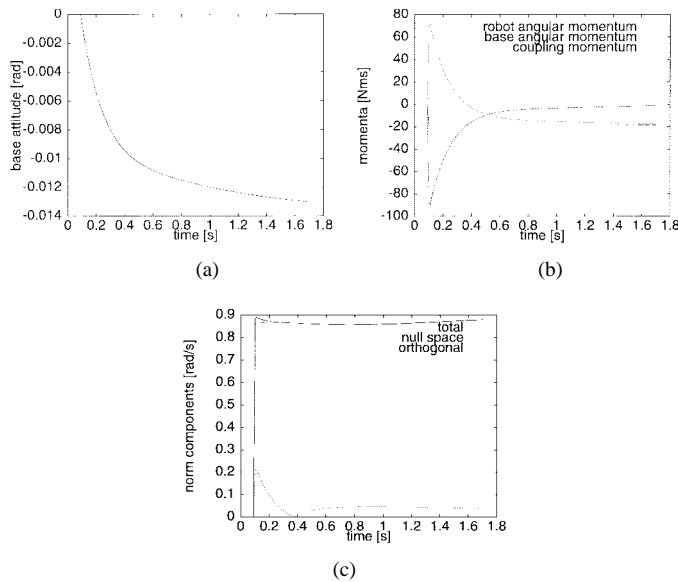 0
-0.002
-0.004
-0.006
-0.008
-0.01
-0.012
-0.014
base attitude [rad]
0 0.2 0.4 0.6 0.8 1 1.2 1.4 1.6 1.8
time [s]
(a)
80
60
40
20
0
-20
-40
-60
-80
-100
momenta [Nms]
robot angular momentum
base angular momentum
coupling momentum
0 0.2 0.4 0.6 0.8 1 1.2 1.4 1.6 1.8
time [s]
(b)
0.9
0.8
0.7
0.6
0.5
0.4
0.3
0.2
0.1
0
norm components [rad/s]
total
null space
orthogonal
0 0.2 0.4 0.6 0.8 1 1.2 1.4 1.6 1.8
time [s]
(c)